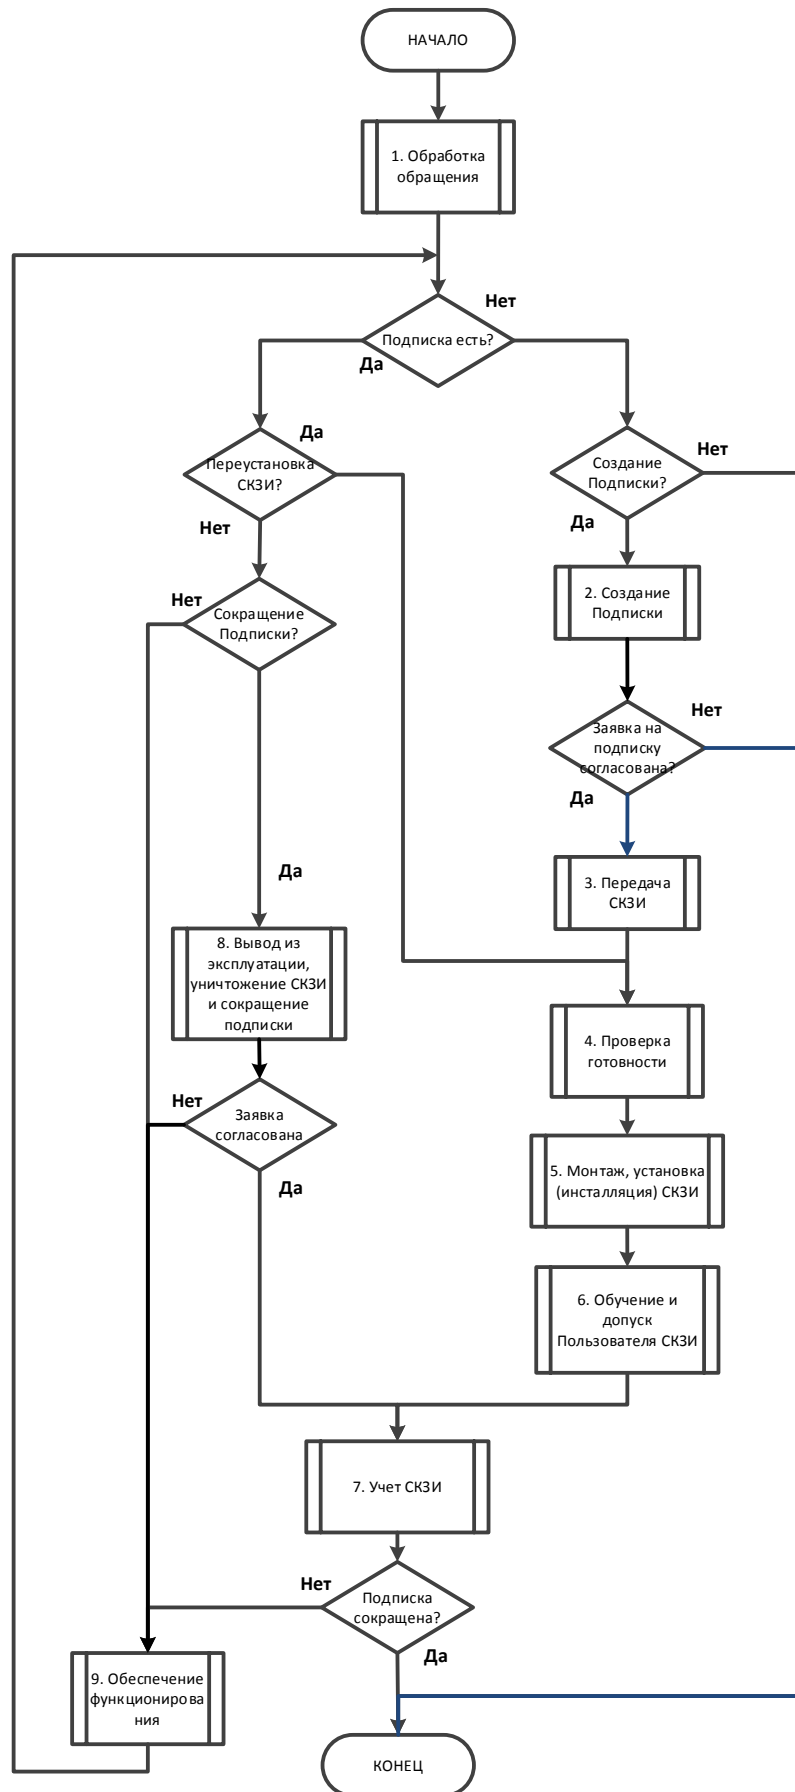 НАЧАЛО
1. Обработка
обращения
Нет
Подписка есть?
Да
Да
Переустановка
СКЗИ?
Нет
Создание
Подписки?
Нет
Да
Нет
Сокращение
Подписки?
2. Создание
Подписки
Нет
Заявка на
подписку
согласована?
Да
Да
3. Передача
СКЗИ
8. Вывод из
эксплуатации,
уничтожение СКЗИ
и сокращение
подписки
4. Проверка
готовности
Нет
Заявка
согласована
Да
5. Монтаж, установка
(инсталляция) СКЗИ
6. Обучение и
допуск
Пользователя СКЗИ
7. Учет СКЗИ
Нет
Подписка
сокращена?
Да
9. Обеспечение
функционирова
ния
КОНЕЦ